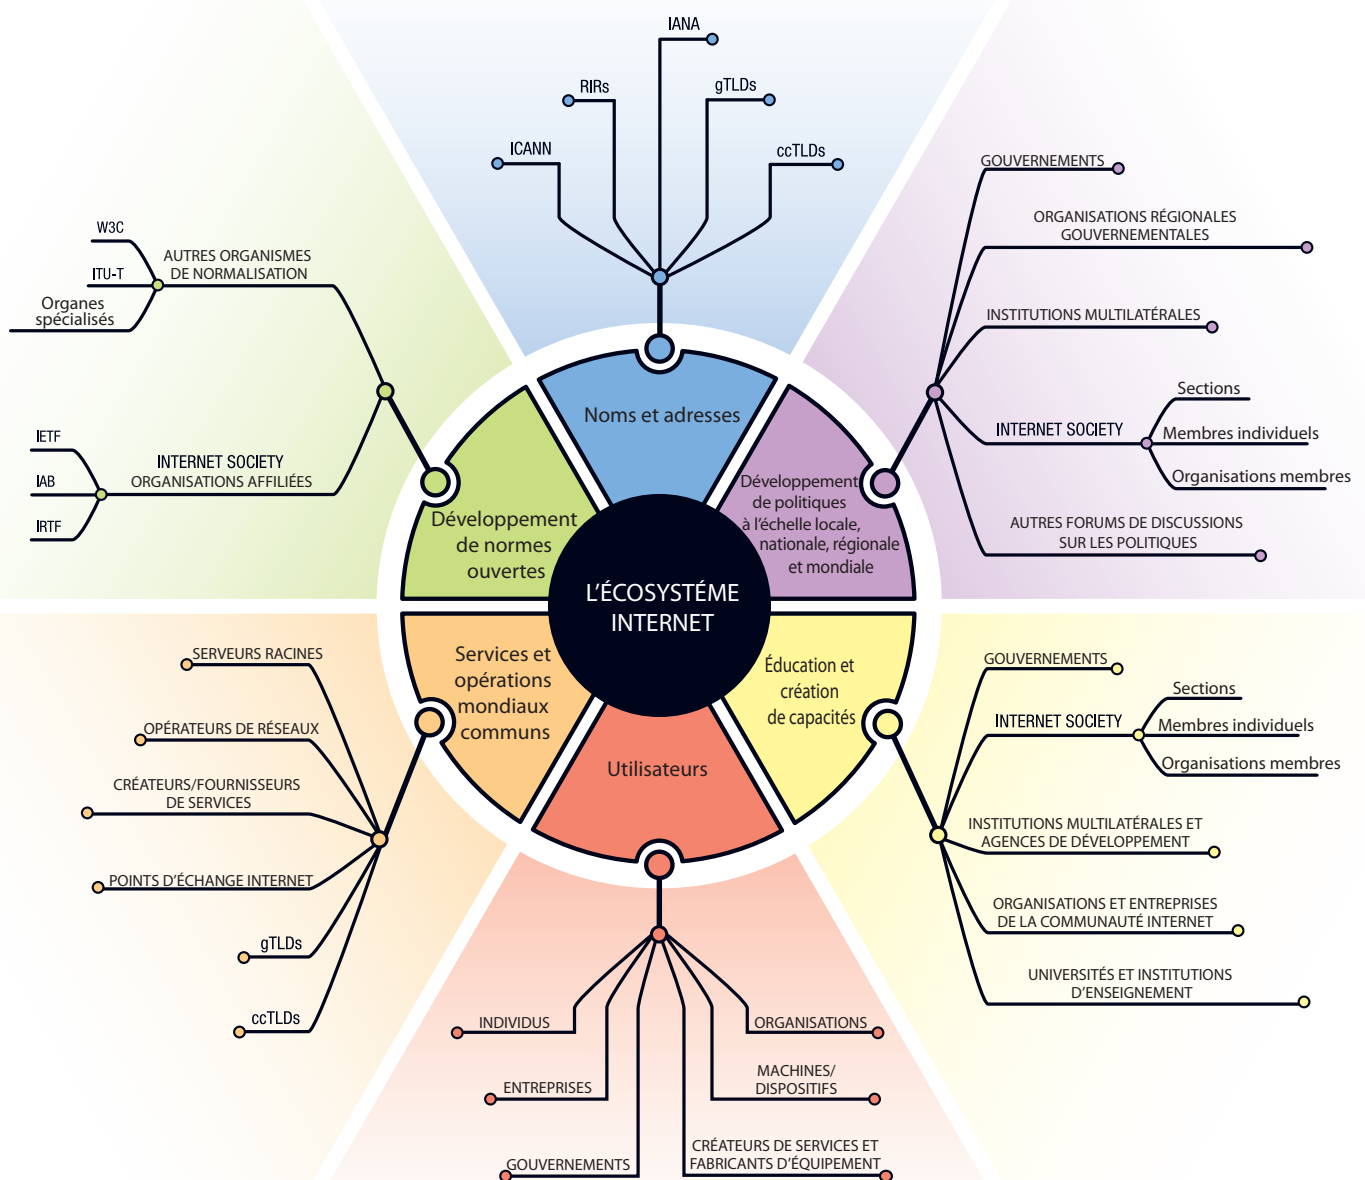 IANA
RIRs
gTLDs
ICANN
ccTLDs
Noms et adresses
GOUVERNEMENTS
ORGANISATIONS RÉGIONALES
GOUVERNEMENTALES
INSTITUTIONS MULTILATÉRALES
INTERNET SOCIETY
Sections
Membres individuels
Organisations membres
AUTRES FORUMS DE DISCUSSIONS
SUR LES POLITIQUES
Développement
de politiques
à l'échelle locale,
nationale, régionale
et mondiale
W3C
ITU-T
Organes
spécialisés
AUTRES ORGANISMES
DE NORMALISATION
IETF
IAB
IRTF
INTERNET SOCIETY
ORGANISATIONS AFFILIÉES
Développement
de normes
ouvertes
L'ÉCOSYSTÉME
INTERNET
Services et
opérations
mondiaux
communs
SERVEURS RACINES
OPÉRATEURS DE RÉSEAUX
CRÉATEURS/FOURNISSEURS
DE SERVICES
POINTS D'ÉCHANGE INTERNET
gTLDs
ccTLDs
Utilisateurs
INDIVIDUS
ENTREPRISES
GOUVERNEMENTS
ORGANISATIONS
MACHINES/
DISPOSITIFS
CRÉATEURS DE SERVICES ET
FABRICANTS D'ÉQUIPEMENT
Éducation et
création
de capacités
GOUVERNEMENTS
INTERNET SOCIETY
Sections
Membres individuels
Organisations membres
INSTITUTIONS MULTILATÉRALES ET
AGENCES DE DÉVELOPPEMENT
ORGANISATIONS ET ENTREPRISES
DE LA COMMUNAUTÉ INTERNET
UNIVERSITÉS ET INSTITUTIONS
D'ENSEIGNEMENT